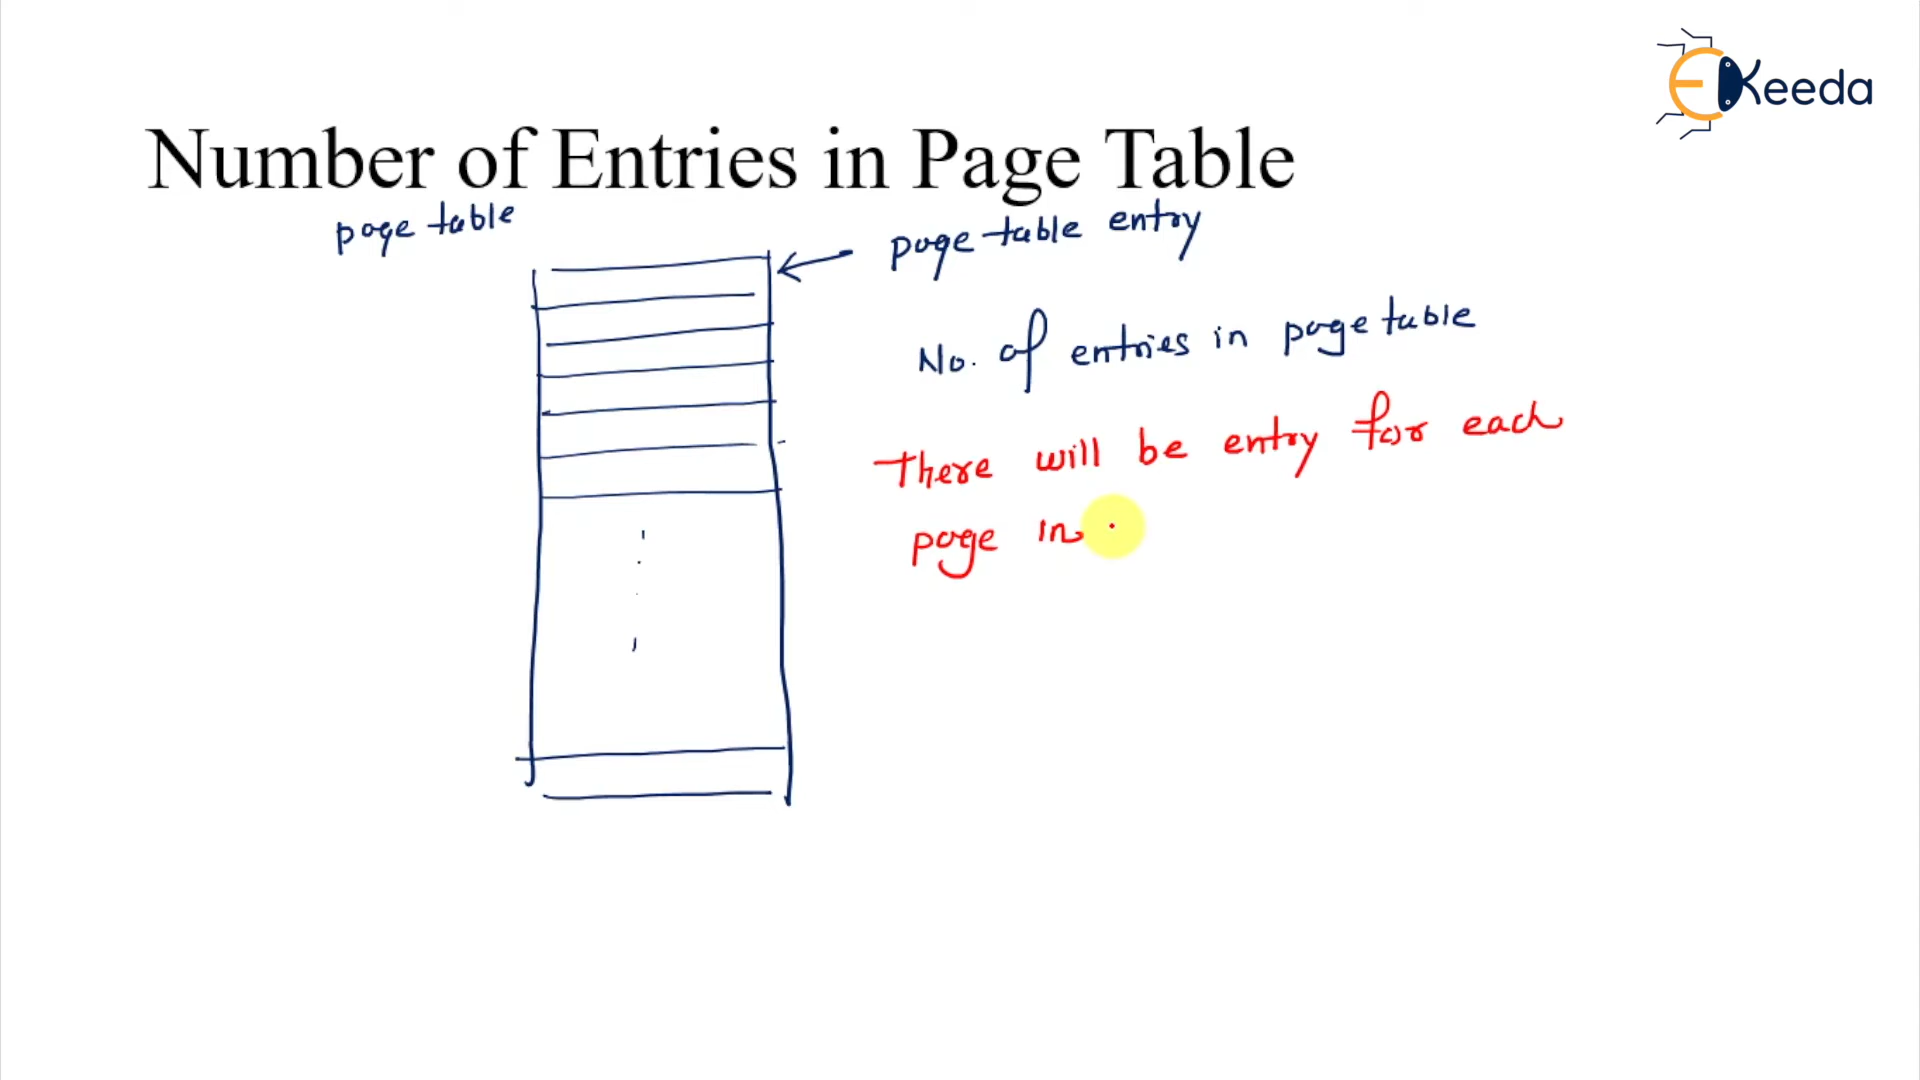 EKeeda
Number of Entries in Page Table
page table
page table entry
No. of entries in page table
There will be entry for each
page in